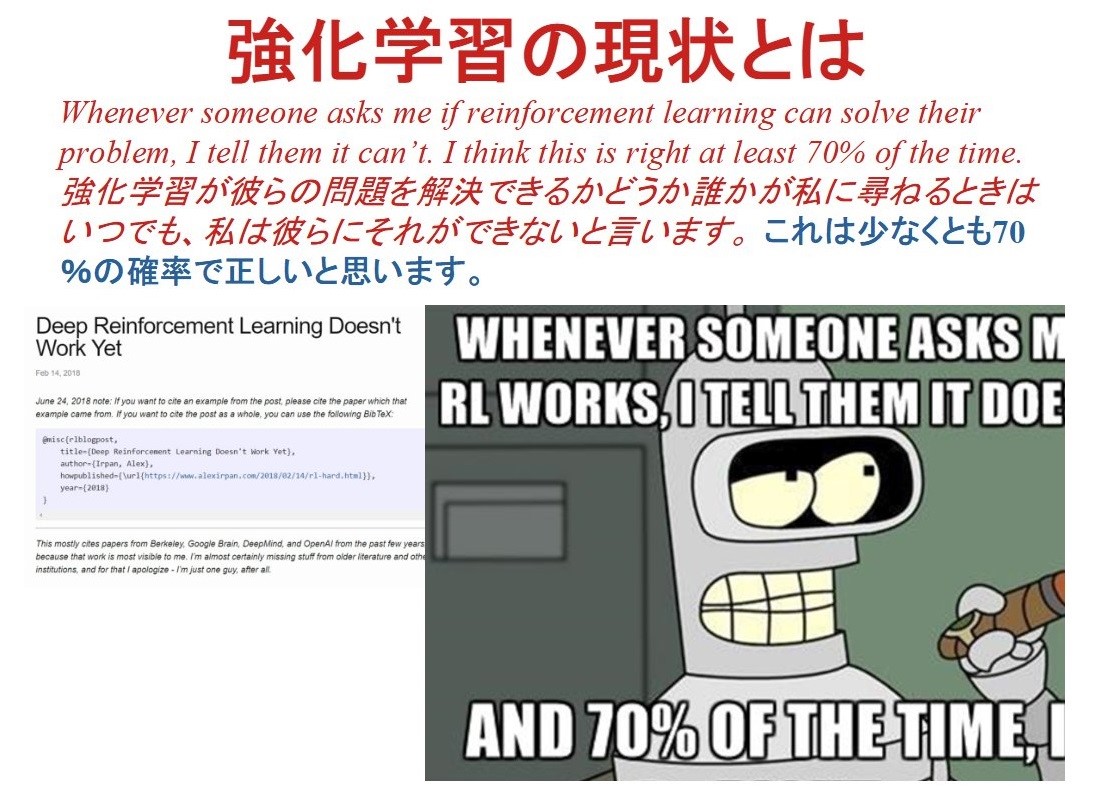 強化学習の現状とは
Whenever someone asks me if reinforcement learning can solve their
problem, I tell them it can’t. I think this is right at least 70% of the time.
強化学習が彼らの問題を解決できるかどうか誰かが私に尋ねるときは
いつでも、私は彼らにそれができないと言います。これは少なくとも70
%の確率で正しいと思います。
Deep Reinforcement Learning Doesn't
Work Yet
Feb 14, 2018
June 24, 2018 note: If you want to cite an example from the post, please cite the paper which that
example came from. If you want to cite the post as a whole, you can use the following BibTeX:
@misc{rlblogpost,
title={Deep Reinforcement Learning Doesn't Work Yet},
author={Irpan, Alex},
howpublished={\url{https://www.alexirpan.com/2018/02/14/rl-hard.html}},
year={2018}
}
This mostly cites papers from Berkeley, Google Brain, DeepMind, and OpenAI from the past few years,
because that work is most visible to me. I'm almost certainly missing stuff from older literature and othe
institutions, and for that I apologize - I'm just one guy, after all.
WHENEVER SOMEONE ASKS M
RL WORKS, I TELL THEM IT DOE
AND 70% OF THE TIME, I